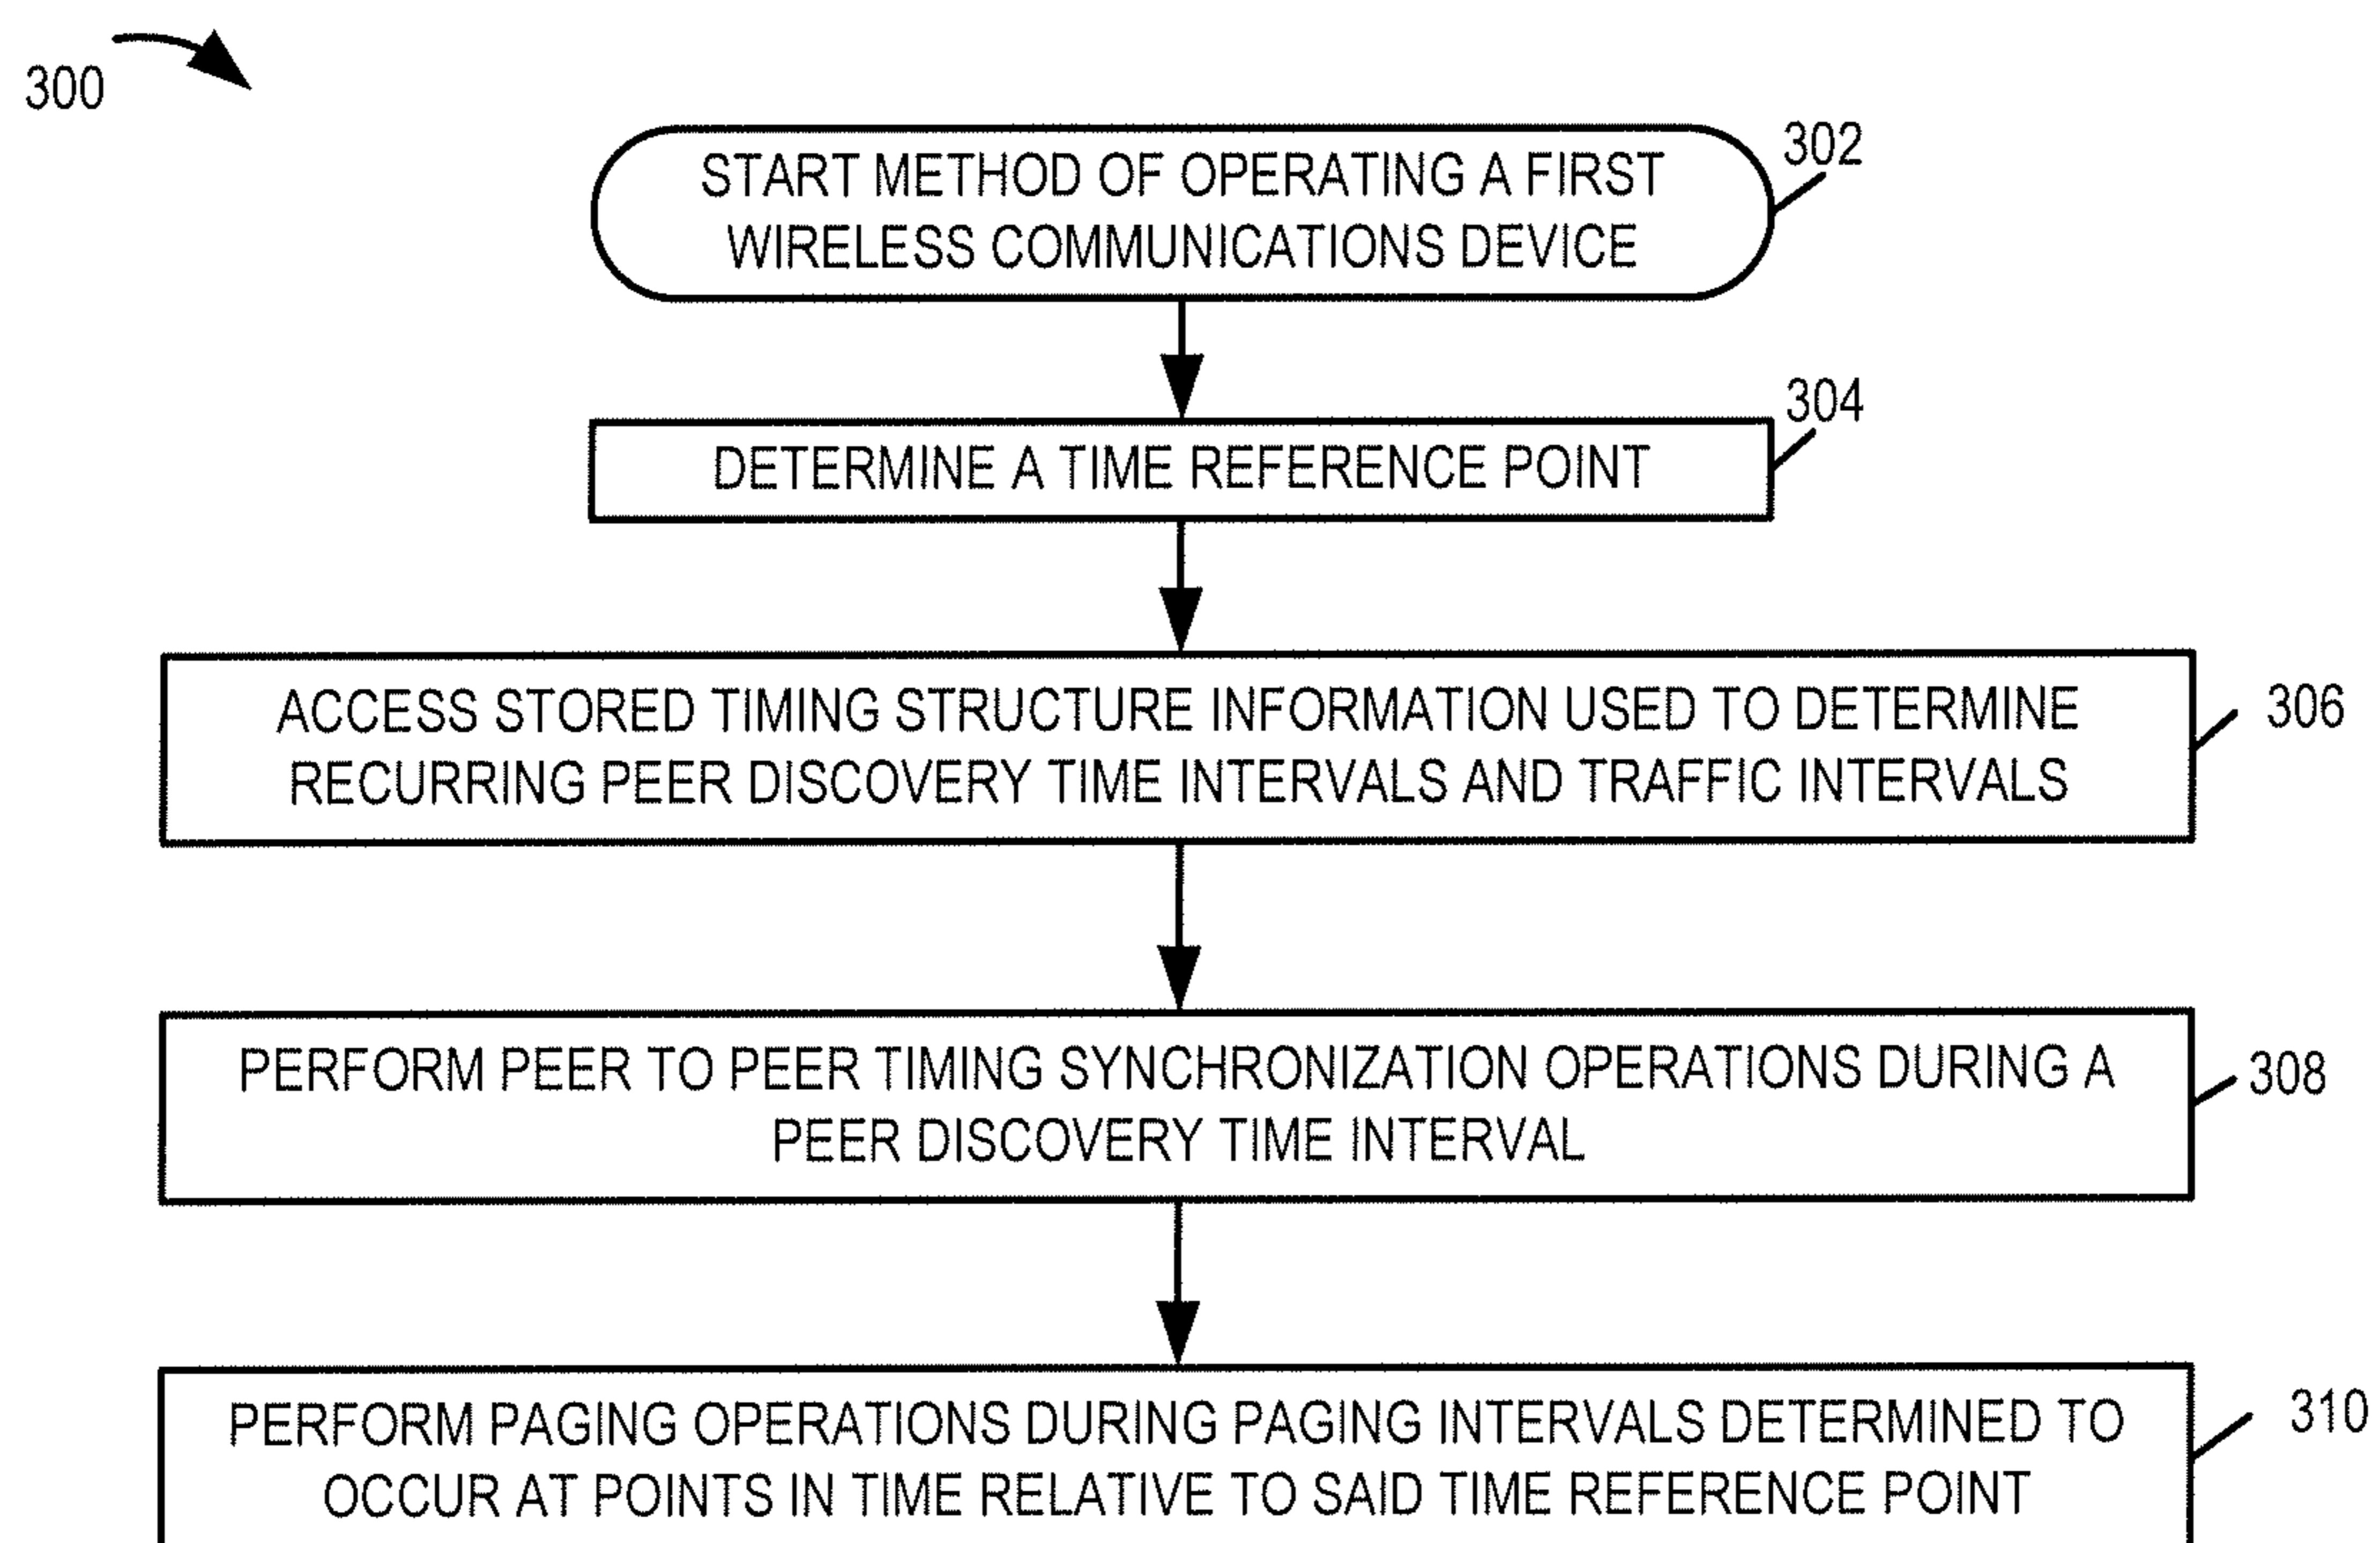 300
START METHOD OF OPERATING A FIRST
WIRELESS COMMUNICATIONS DEVICE
302
DETERMINE A TIME REFERENCE POINT
304
ACCESS STORED TIMING STRUCTURE INFORMATION USED TO DETERMINE
RECURRING PEER DISCOVERY TIME INTERVALS AND TRAFFIC INTERVALS
306
PERFORM PEER TO PEER TIMING SYNCHRONIZATION OPERATIONS DURING A
PEER DISCOVERY TIME INTERVAL
308
PERFORM PAGING OPERATIONS DURING PAGING INTERVALS DETERMINED TO
OCCUR AT POINTS IN TIME RELATIVE TO SAID TIME REFERENCE POINT
310